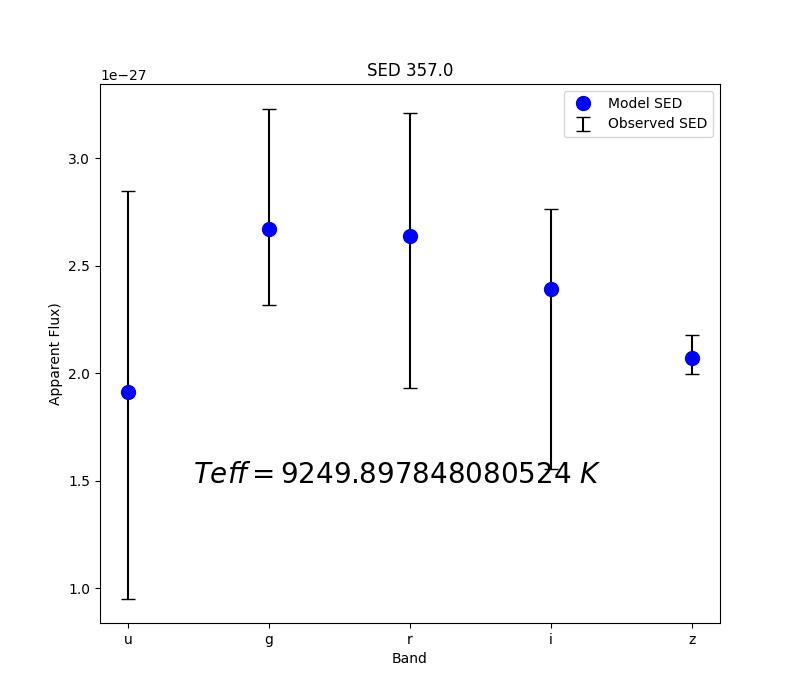 SED 357.0
1e−27
Model SED
Observed SED
3.0
2.5
2.0
1.5
1.0
Apparent Flux)
Teff = 9249.897848080524 K
u g r i z
Band